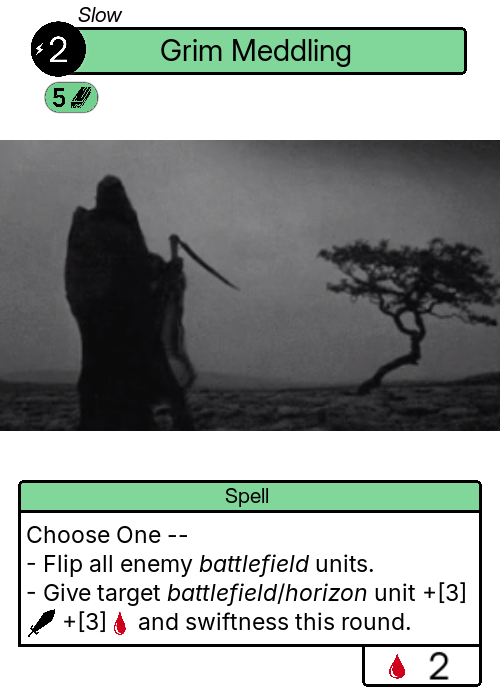 Slow
2
Grim Meddling
5
Spell
Choose One --
- Flip all enemy battlefield units.
- Give target battlefield/horizon unit +[3]
+[3] and swiftness this round.
2